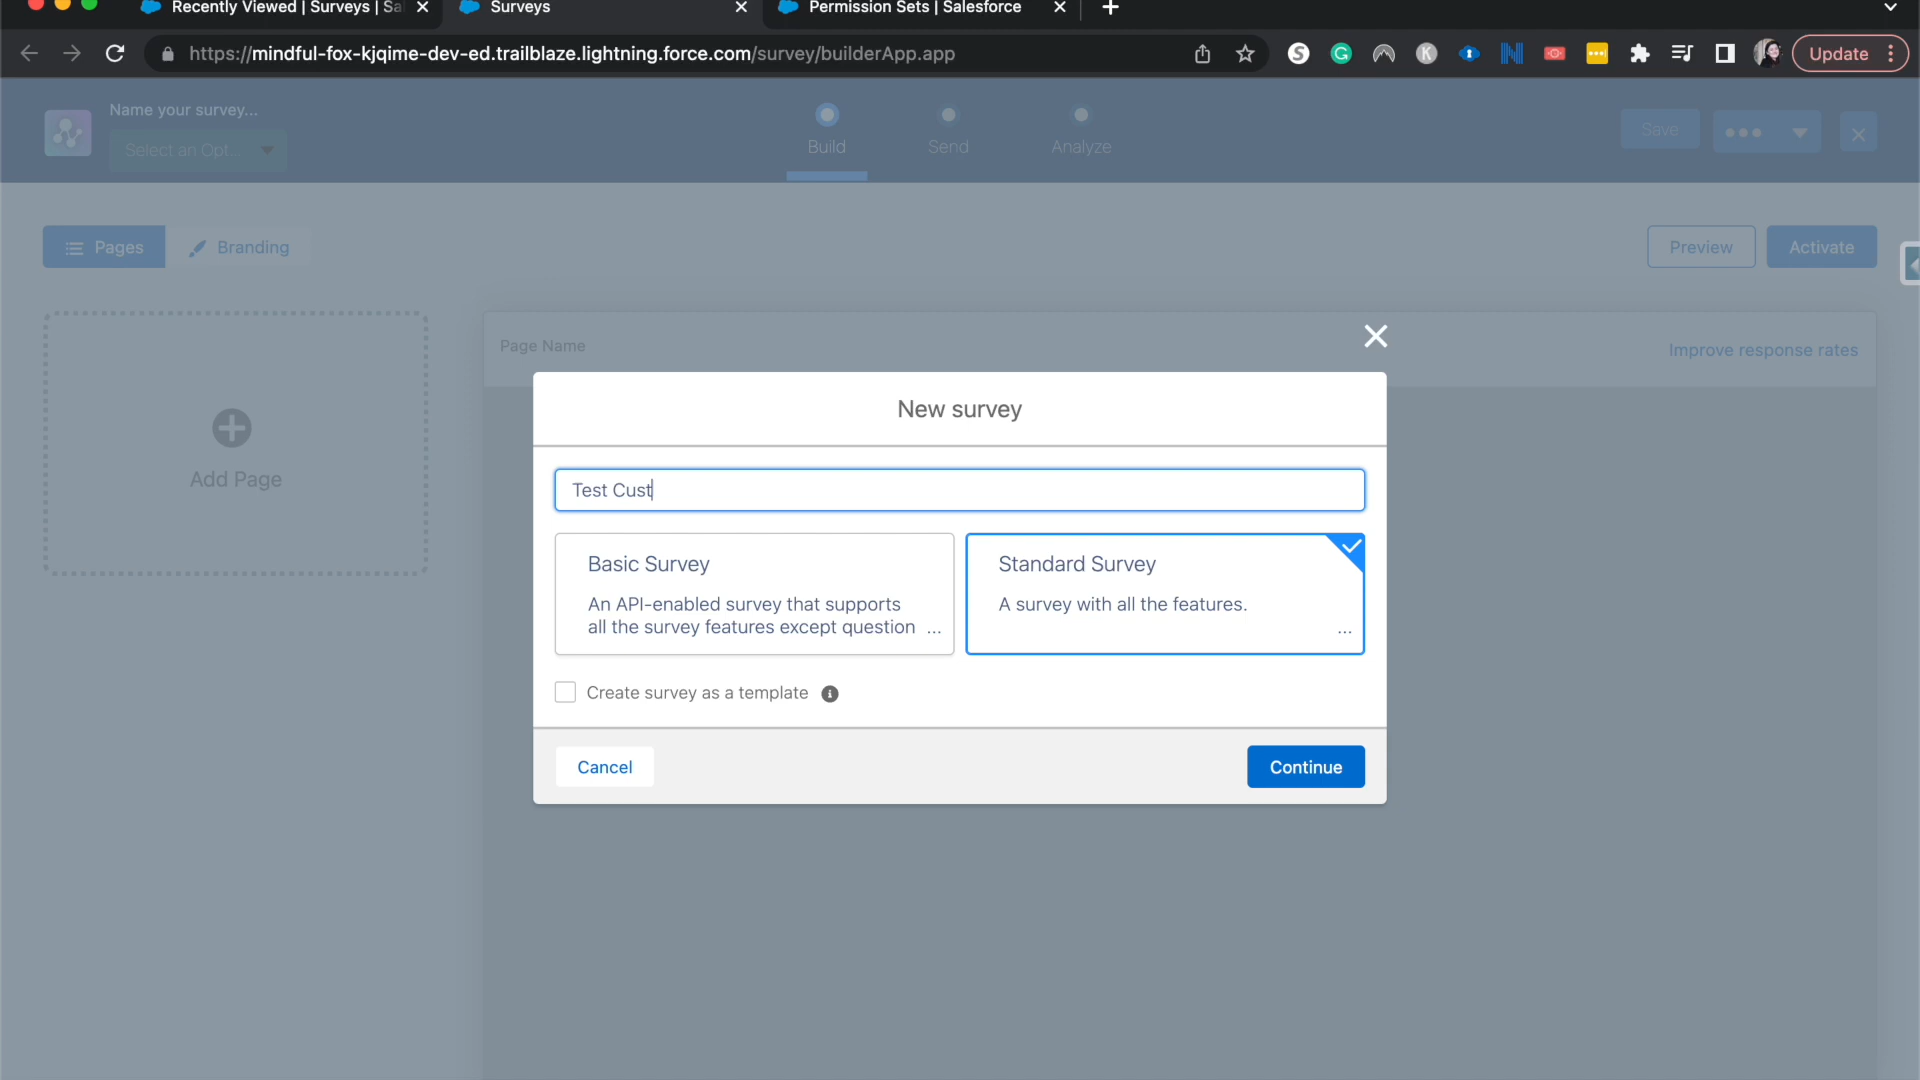 Recently Viewed | Surveys | Sa
Surveys
Permission Sets | Salesforce
https://mindful-fox-kjqime-dev-ed.trailblaze.lightning.force.com/survey/builderApp.app
Update
Name your survey...
Select an Opt...
Build
Send
Analyze
Save
Pages
Branding
Preview
Activate
Page Name
Improve response rates
Add Page
New survey
Test Cust
Basic Survey
An API-enabled survey that supports
all the survey features except question ...
Standard Survey
A survey with all the features.
...
Create survey as a template
Cancel
Continue